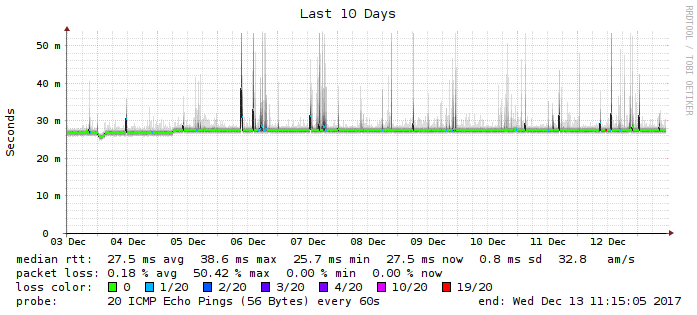 Last 10 Days
RRDTOOL / TOBI OETIKER
Seconds
50 m
40 m
30 m
20 m
10 m
0
03 Dec 04 Dec 05 Dec 06 Dec 07 Dec 08 Dec 09 Dec 10 Dec 11 Dec 12 Dec
median rtt: 27.5 ms avg 38.6 ms max 25.7 ms min 27.5 ms now 0.8 ms sd 32.8 am/s
packet loss: 0.18 % avg 50.42 % max 0.00 % min 0.00 % now
loss color: 0 1/20 2/20 3/20 4/20 10/20 19/20
probe: 20 ICMP Echo Pings (56 Bytes) every 60s end: Wed Dec 13 11:15:05 2017